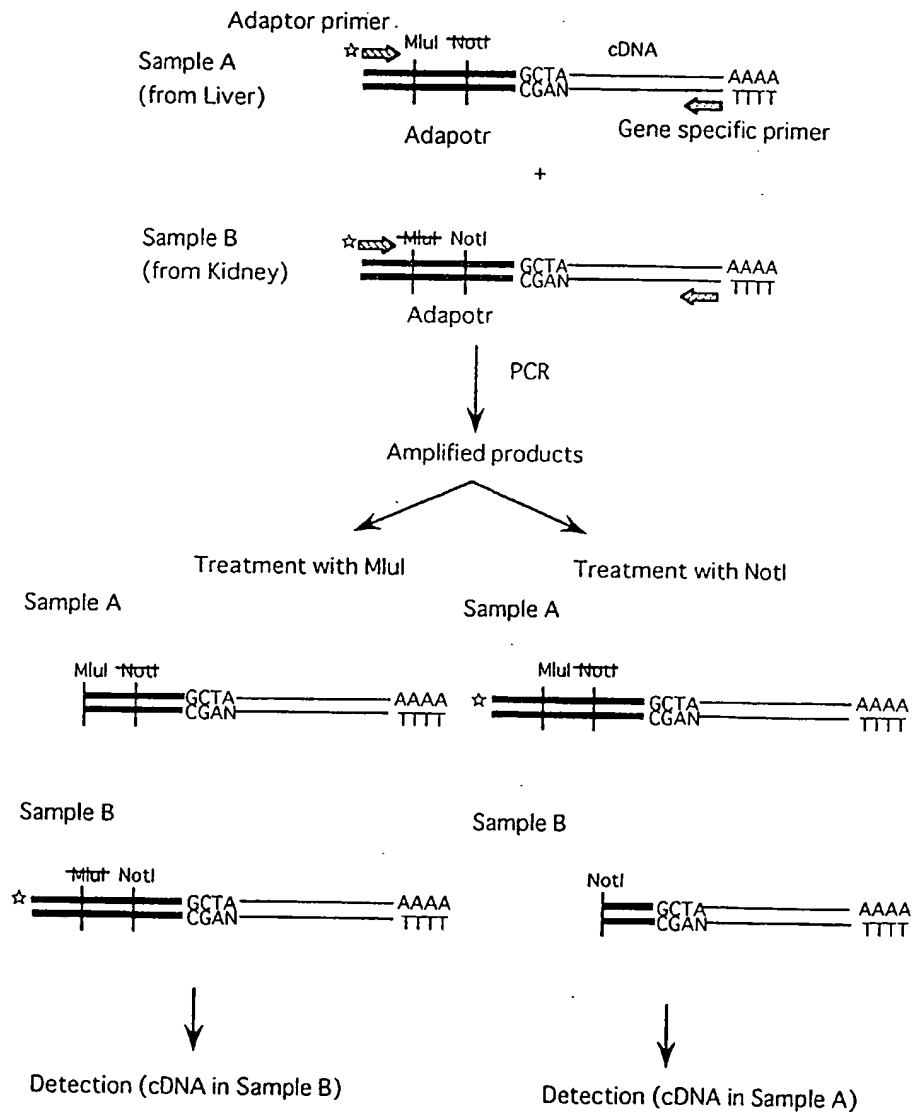 Adaptor primer
MluI NotI
cDNA
Sample A
(from Liver)
GCTA
AAAA
CGAN
TTTT
Adapotr
Gene specific primer
+
Sample B
(from Kidney)
MluI NotI
GCTA
AAAA
CGAN
TTTT
Adapotr
PCR
Amplified products
Treatment with MluI
Treatment with NotI
Sample A
MluI NotI
GCTA
AAAA
CGAN
TTTT
Sample A
MluI NotI
GCTA
AAAA
CGAN
TTTT
Sample B
MluI NotI
GCTA
AAAA
CGAN
TTTT
Sample B
NotI
GCTA
AAAA
CGAN
TTTT
Detection (cDNA in Sample B)
Detection (cDNA in Sample A)